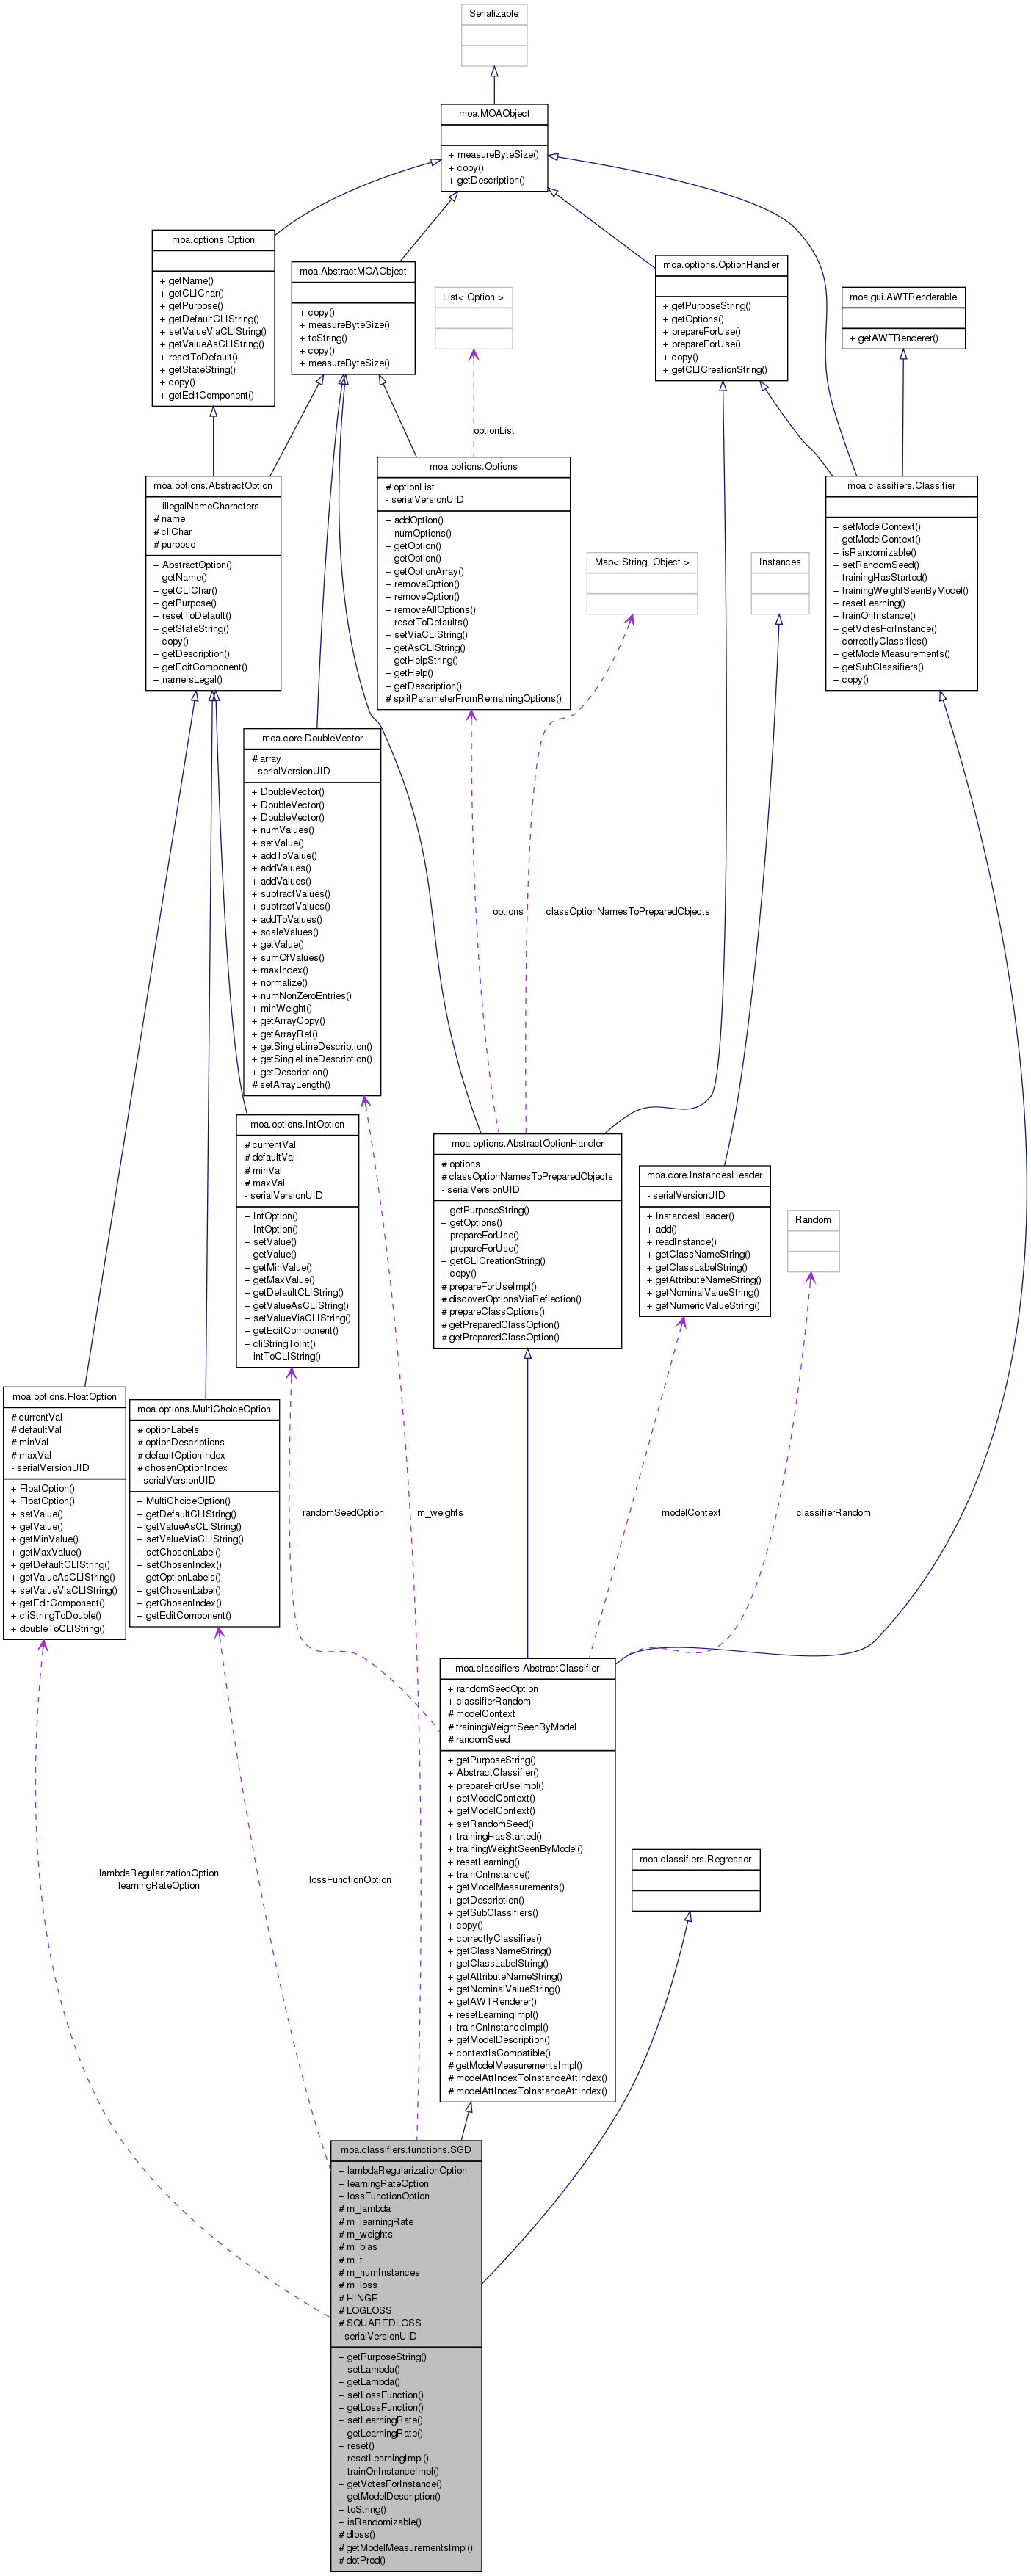 Serializable
moa.MOAObject
+ measureByteSize()
+ copy()
+ getDescription()
moa.options.Option
+ getName()
+ getCLIChar()
+ getPurpose()
+ getDefaultCLIString()
+ setValueViaCLIString()
+ getValueAsCLIString()
+ resetToDefault()
+ getStateString()
+ copy()
+ getEditComponent()
moa.AbstractMOAObject
+ copy()
+ measureByteSize()
+ toString()
+ copy()
+ measureByteSize()
List< Option >
moa.options.OptionHandler
+ getPurposeString()
+ getOptions()
+ prepareForUse()
+ prepareForUse()
+ copy()
+ getCLICreationString()
moa.gui.AWTRenderable
+ getAWTRenderer()
optionList
moa.options.AbstractOption
+ illegalNameCharacters
# name
# cliChar
# purpose
+ AbstractOption()
+ getName()
+ getCLIChar()
+ getPurpose()
+ resetToDefault()
+ getStateString()
+ copy()
+ getDescription()
+ getEditComponent()
+ nameIsLegal()
moa.options.Options
# optionList
- serialVersionUID
+ addOption()
+ numOptions()
+ getOption()
+ getOption()
+ getOptionArray()
+ removeOption()
+ removeOption()
+ removeAllOptions()
+ resetToDefaults()
+ setViaCLIString()
+ getAsCLIString()
+ getHelpString()
+ getHelp()
+ getDescription()
# splitParameterFromRemainingOptions()
Map< String, Object >
Instances
moa.classifiers.Classifier
+ setModelContext()
+ getModelContext()
+ isRandomizable()
+ setRandomSeed()
+ trainingHasStarted()
+ trainingWeightSeenByModel()
+ resetLearning()
+ trainOnInstance()
+ getVotesForInstance()
+ correctlyClassifies()
+ getModelMeasurements()
+ getSubClassifiers()
+ copy()
moa.core.DoubleVector
# array
- serialVersionUID
+ DoubleVector()
+ DoubleVector()
+ DoubleVector()
+ numValues()
+ setValue()
+ addToValue()
+ addValues()
+ addValues()
+ subtractValues()
+ subtractValues()
+ addToValues()
+ scaleValues()
+ getValue()
+ sumOfValues()
+ maxIndex()
+ normalize()
+ numNonZeroEntries()
+ minWeight()
+ getArrayCopy()
+ getArrayRef()
+ getSingleLineDescription()
+ getSingleLineDescription()
+ getDescription()
# setArrayLength()
options
classOptionNamesToPreparedObjects
moa.options.IntOption
# currentVal
# defaultVal
# minVal
# maxVal
- serialVersionUID
+ IntOption()
+ IntOption()
+ setValue()
+ getValue()
+ getMinValue()
+ getMaxValue()
+ getDefaultCLIString()
+ getValueAsCLIString()
+ setValueViaCLIString()
+ getEditComponent()
+ cliStringToInt()
+ intToCLIString()
moa.options.AbstractOptionHandler
# options
# classOptionNamesToPreparedObjects
- serialVersionUID
+ getPurposeString()
+ getOptions()
+ prepareForUse()
+ prepareForUse()
+ getCLICreationString()
+ copy()
# prepareForUseImpl()
# discoverOptionsViaReflection()
# prepareClassOptions()
# getPreparedClassOption()
# getPreparedClassOption()
moa.core.InstancesHeader
- serialVersionUID
+ InstancesHeader()
+ add()
+ readInstance()
+ getClassNameString()
+ getClassLabelString()
+ getAttributeNameString()
+ getNominalValueString()
+ getNumericValueString()
Random
moa.options.FloatOption
# currentVal
# defaultVal
# minVal
# maxVal
- serialVersionUID
+ FloatOption()
+ FloatOption()
+ setValue()
+ getValue()
+ getMinValue()
+ getMaxValue()
+ getDefaultCLIString()
+ getValueAsCLIString()
+ setValueViaCLIString()
+ getEditComponent()
+ cliStringToDouble()
+ doubleToCLIString()
moa.options.MultiChoiceOption
# optionLabels
# optionDescriptions
# defaultOptionIndex
# chosenOptionIndex
- serialVersionUID
+ MultiChoiceOption()
+ getDefaultCLIString()
+ getValueAsCLIString()
+ setValueViaCLIString()
+ setChosenLabel()
+ setChosenIndex()
+ getOptionLabels()
+ getChosenLabel()
+ getChosenIndex()
+ getEditComponent()
randomSeedOption
m_weights
modelContext
classifierRandom
moa.classifiers.AbstractClassifier
+ randomSeedOption
+ classifierRandom
# modelContext
# trainingWeightSeenByModel
# randomSeed
+ getPurposeString()
+ AbstractClassifier()
+ prepareForUseImpl()
+ setModelContext()
+ getModelContext()
+ setRandomSeed()
+ trainingHasStarted()
+ trainingWeightSeenByModel()
+ resetLearning()
+ trainOnInstance()
+ getModelMeasurements()
+ getDescription()
+ getSubClassifiers()
+ copy()
+ correctlyClassifies()
+ getClassNameString()
+ getClassLabelString()
+ getAttributeNameString()
+ getNominalValueString()
+ getAWTRenderer()
+ resetLearningImpl()
+ trainOnInstanceImpl()
+ getModelDescription()
+ contextIsCompatible()
# getModelMeasurementsImpl()
# modelAttIndexToInstanceAttIndex()
# modelAttIndexToInstanceAttIndex()
lambdaRegularizationOption
learningRateOption
lossFunctionOption
moa.classifiers.Regressor
moa.classifiers.functions.SGD
+ lambdaRegularizationOption
+ learningRateOption
+ lossFunctionOption
# m_lambda
# m_learningRate
# m_weights
# m_bias
# m_t
# m_numInstances
# m_loss
# HINGE
# LOGLOSS
# SQUAREDLOSS
- serialVersionUID
+ getPurposeString()
+ setLambda()
+ getLambda()
+ setLossFunction()
+ getLossFunction()
+ setLearningRate()
+ getLearningRate()
+ reset()
+ resetLearningImpl()
+ trainOnInstanceImpl()
+ getVotesForInstance()
+ getModelDescription()
+ toString()
+ isRandomizable()
# dloss()
# getModelMeasurementsImpl()
# dotProd()